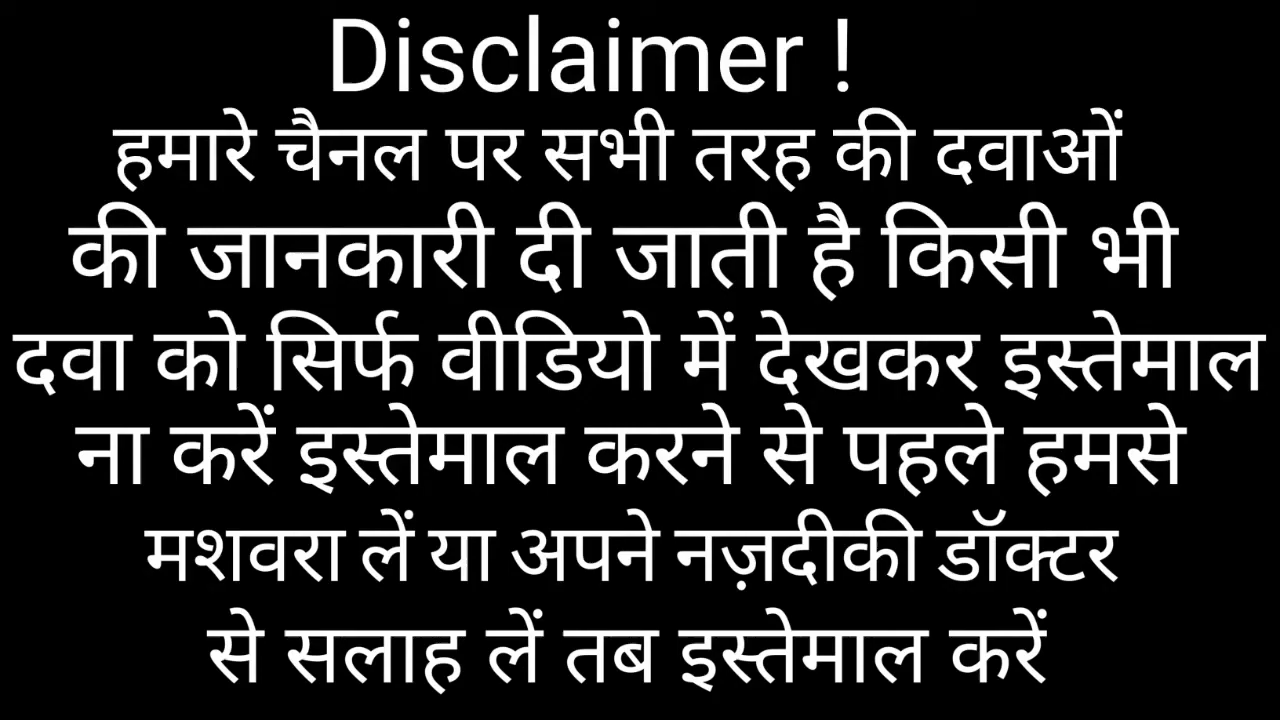 Disclaimer !
हमारे चैनल पर सभी तरह की दवाओं
की जानकारी दी जाती है किसी भी
दवा को सिर्फ वीडियो में देखकर इस्तेमाल
ना करें इस्तेमाल करने से पहले हमसे
मशवरा लें या अपने नज़दीकी डॉक्टर
से सलाह लें तब इस्तेमाल करें